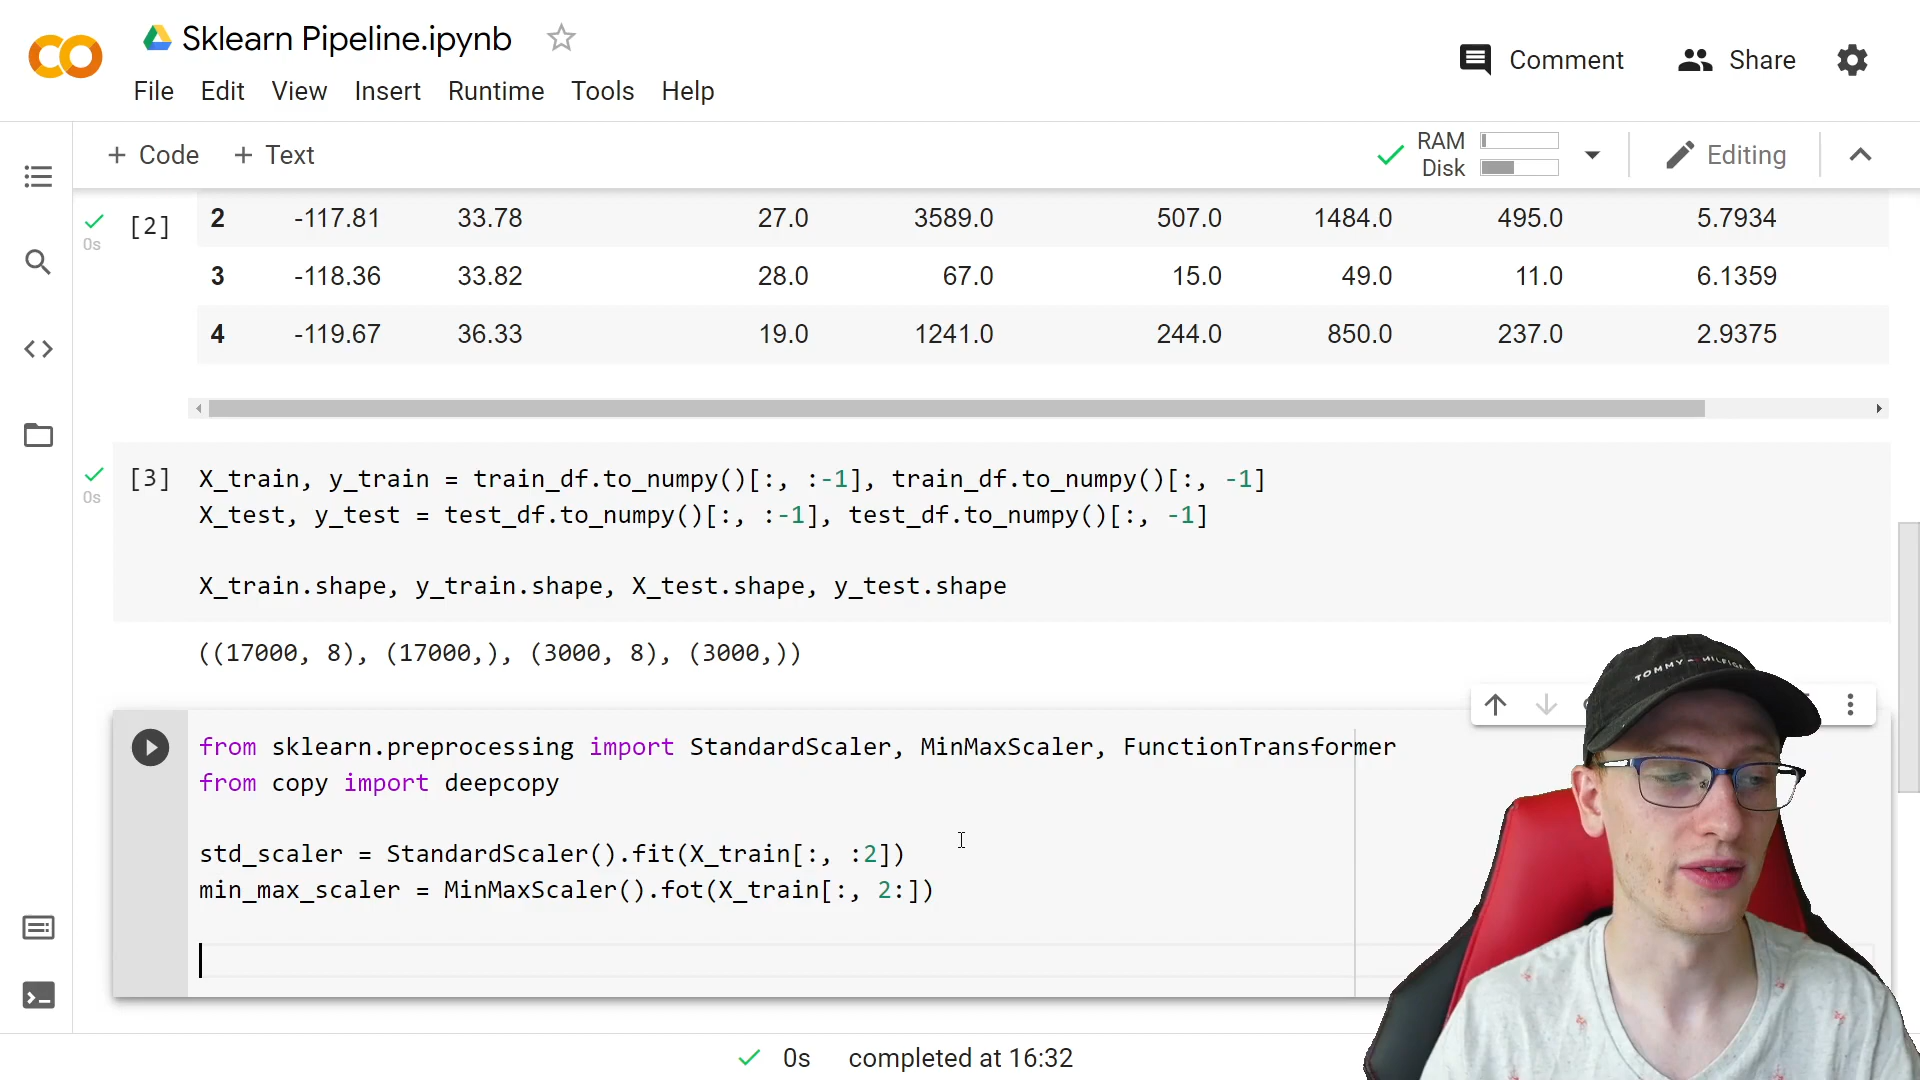 Sklearn Pipeline.ipynb
File Edit View Insert Runtime Tools Help
Comment Share
+ Code + Text
RAM
Disk
Editing
[2]
0s
2 -117.81 33.78 27.0 3589.0 507.0 1484.0 495.0 5.7934
3 -118.36 33.82 28.0 67.0 15.0 49.0 11.0 6.1359
4 -119.67 36.33 19.0 1241.0 244.0 850.0 237.0 2.9375
[3]
0s
X_train, y_train = train_df.to_numpy()[:, :-1], train_df.to_numpy()[:, -1]
X_test, y_test = test_df.to_numpy()[:, :-1], test_df.to_numpy()[:, -1]
X_train.shape, y_train.shape, X_test.shape, y_test.shape
((17000, 8), (17000,), (3000, 8), (3000,))
from sklearn.preprocessing import StandardScaler, MinMaxScaler, FunctionTransformer
from copy import deepcopy
std_scaler = StandardScaler().fit(X_train[:, :2])
min_max_scaler = MinMaxScaler().fot(X_train[:, 2:])
TOMMY HILFIGER
0s completed at 16:32